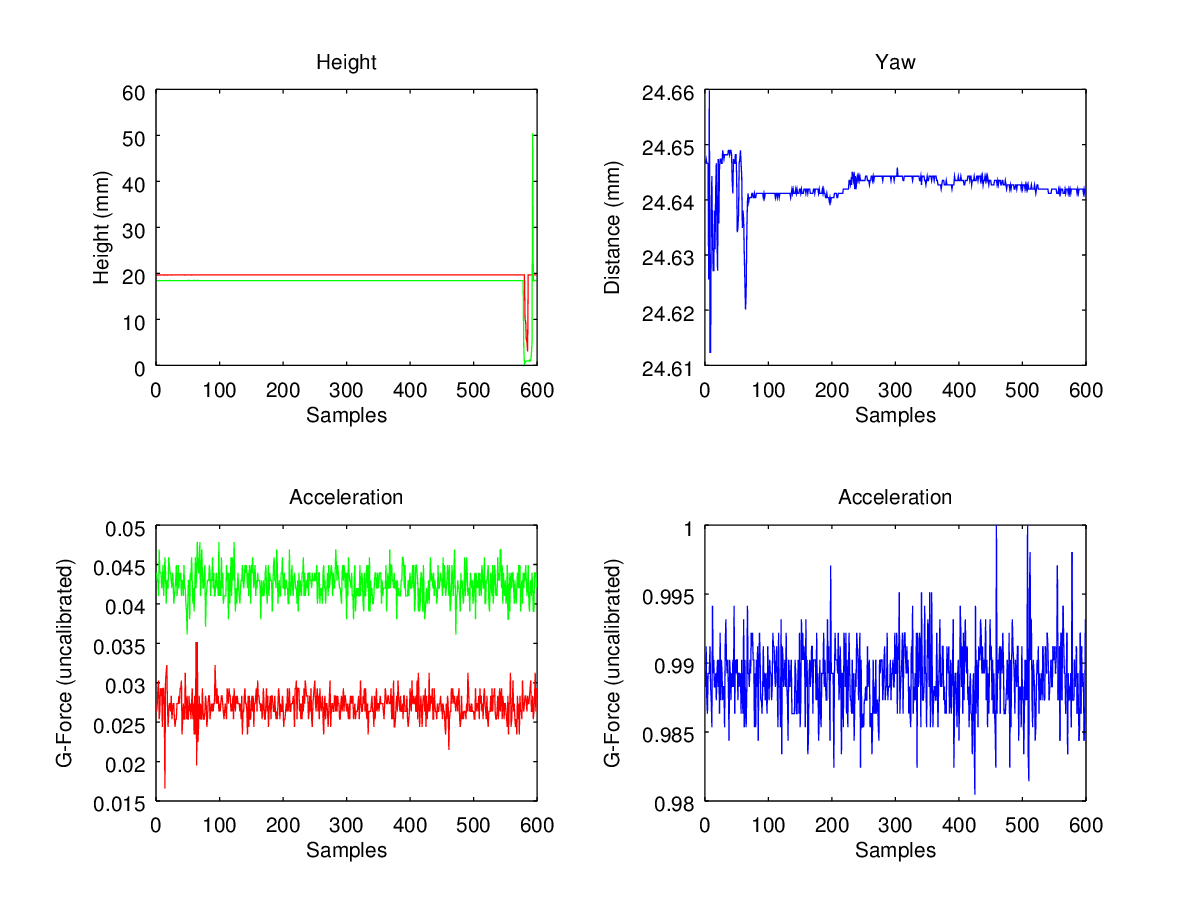 Height
60
50
40
30
20
10
0
Height (mm)
0 100 200 300 400 500 600
Samples
Yaw
24.66
24.65
24.64
24.63
24.62
24.61
Distance (mm)
0 100 200 300 400 500 600
Samples
Acceleration
0.05
0.045
0.04
0.035
0.03
0.025
0.02
0.015
G-Force (uncalibrated)
0 100 200 300 400 500 600
Samples
Acceleration
1
0.995
0.99
0.985
0.98
G-Force (uncalibrated)
0 100 200 300 400 500 600
Samples